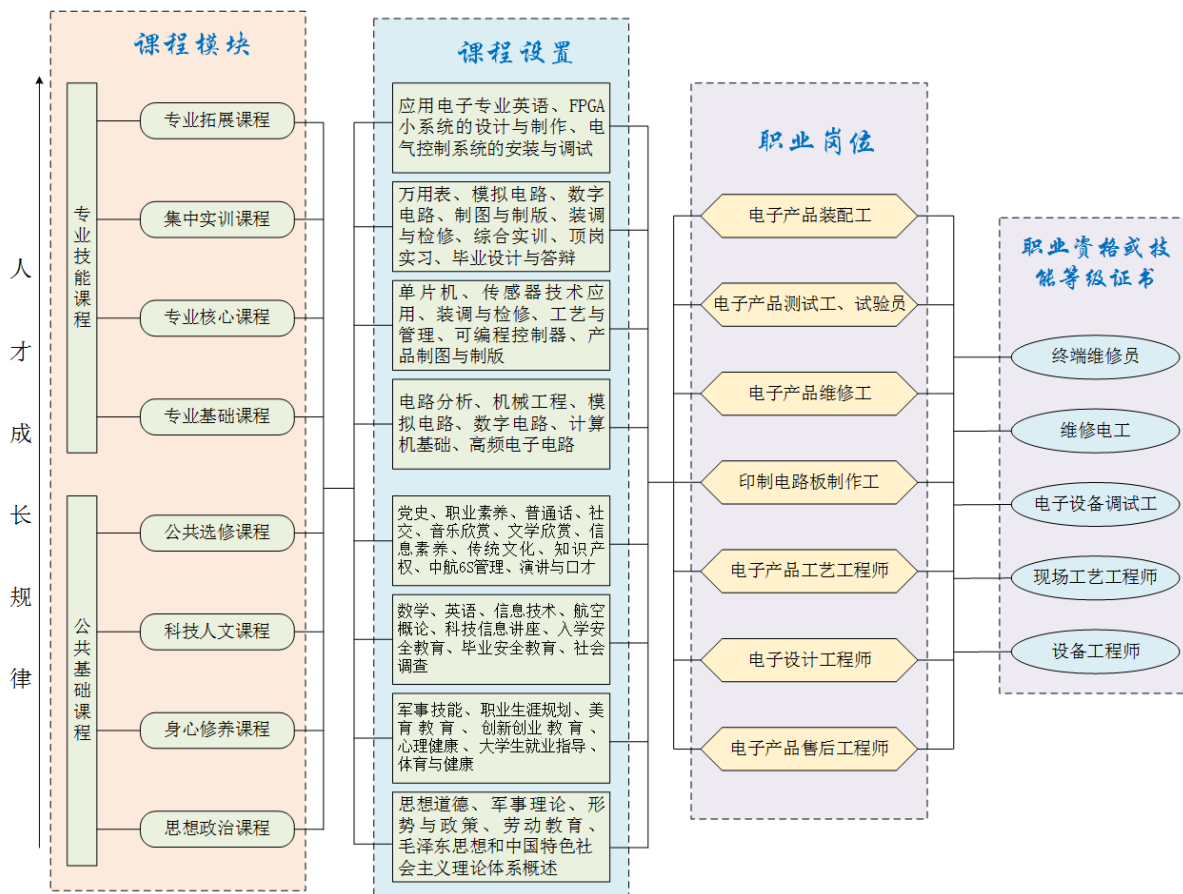 人才成长规律
课程模块
专业技能课程
专业拓展课程
集中实训课程
专业核心课程
专业基础课程
公共基础课程
公共选修课程
科技人文课程
身心修养课程
思想政治课程
课程设置
应用电子专业英语、FPGA
小系统的设计与制作、电
气控制系统的安装与调试
万用表、模拟电路、数字
电路、制图与制版、装调
与检修、综合实训、顶岗
实习、毕业设计与答辩
单片机、传感器技术应
用、装调与检修、工艺与
管理、可编程控制器、产
品制图与制版
电路分析、机械工程、模
拟电路、数字电路、计算
机基础、高频电子电路
党史、职业素养、普通话、社
交、音乐欣赏、文学欣赏、信
息素养、传统文化、知识产
权、中航6S管理、演讲与口才
数学、英语、信息技术、航空
概论、科技信息讲座、入学安
全教育、毕业安全教育、社会
调查
军事技能、职业生涯规划、美
育教育、创新创业教育、
心理健康、大学生就业指导、
体育与健康
思想道德、军事理论、形
势与政策、劳动教育、
毛泽东思想和中国特色社
会主义理论体系概述
职业岗位
电子产品装配工
电子产品测试工、试验员
电子产品维修工
印制电路板制作工
电子产品工艺工程师
电子设计工程师
电子产品售后工程师
职业资格或技
能等级证书
终端维修员
维修电工
电子设备调试工
现场工艺工程师
设备工程师